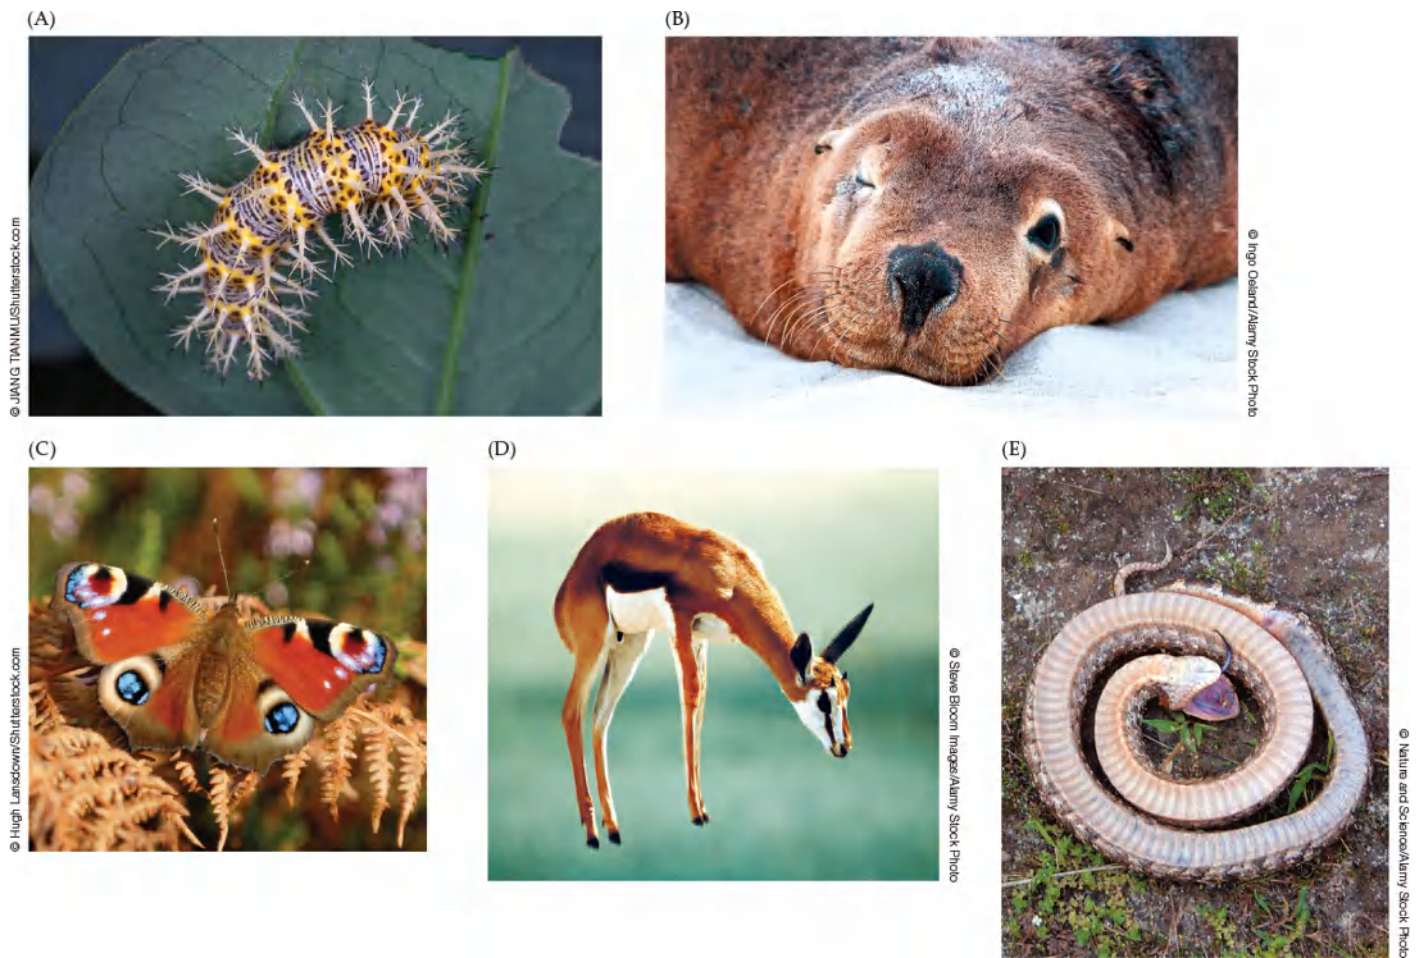 (A)
© JIANG TIANMU/Shutterstock.com
(B)
© Ingo Oeland/Alamy Stock Photo
(C)
© Hugh Lansdown/Shutterstock.com
(D)
© Steve Bloom Images/Alamy Stock Photo
(E)
© Nature and Science/Alamy Stock Photo